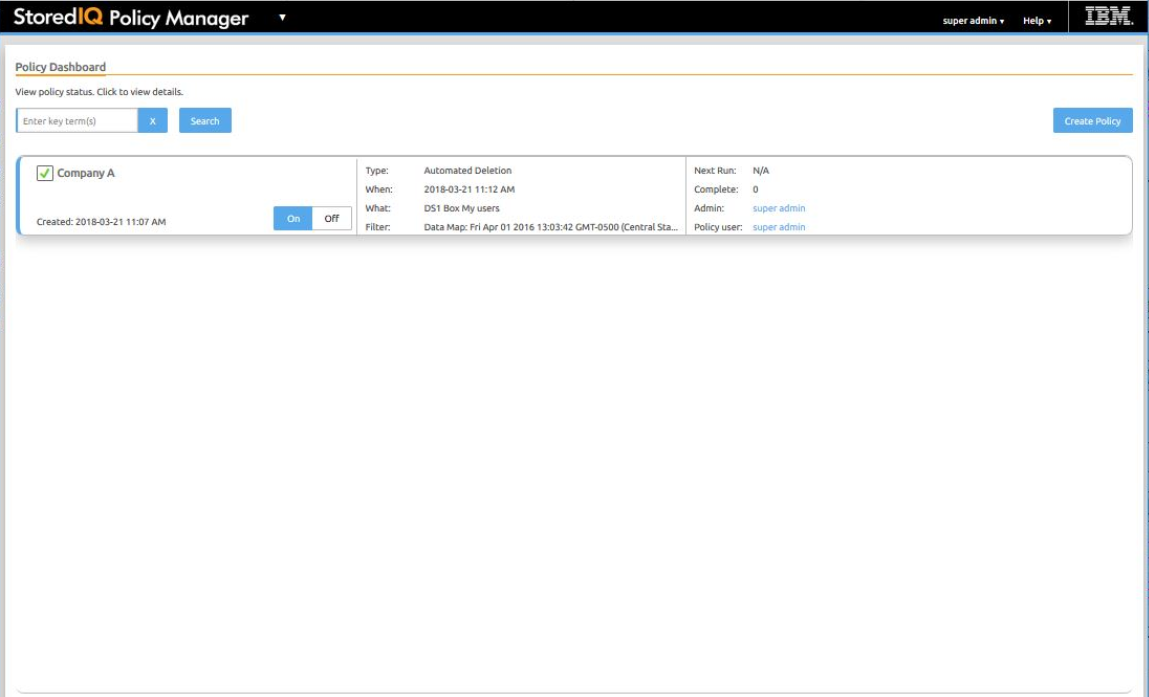 StoredIQ Policy Manager ▼ super admin ▾ Help ▾ IBM.
Policy Dashboard
View policy status. Click to view details.
Enter key term(s) X Search Create Policy
Company A
Created: 2018-03-21 11:07 AM On Off
Type: Automated Deletion
When: 2018-03-21 11:12 AM
What: DS1 Box My users
Filter: Data Map: Fri Apr 01 2016 13:03:42 GMT-0500 (Central Sta...
Next Run: N/A
Complete: 0
Admin: super admin
Policy user: super admin